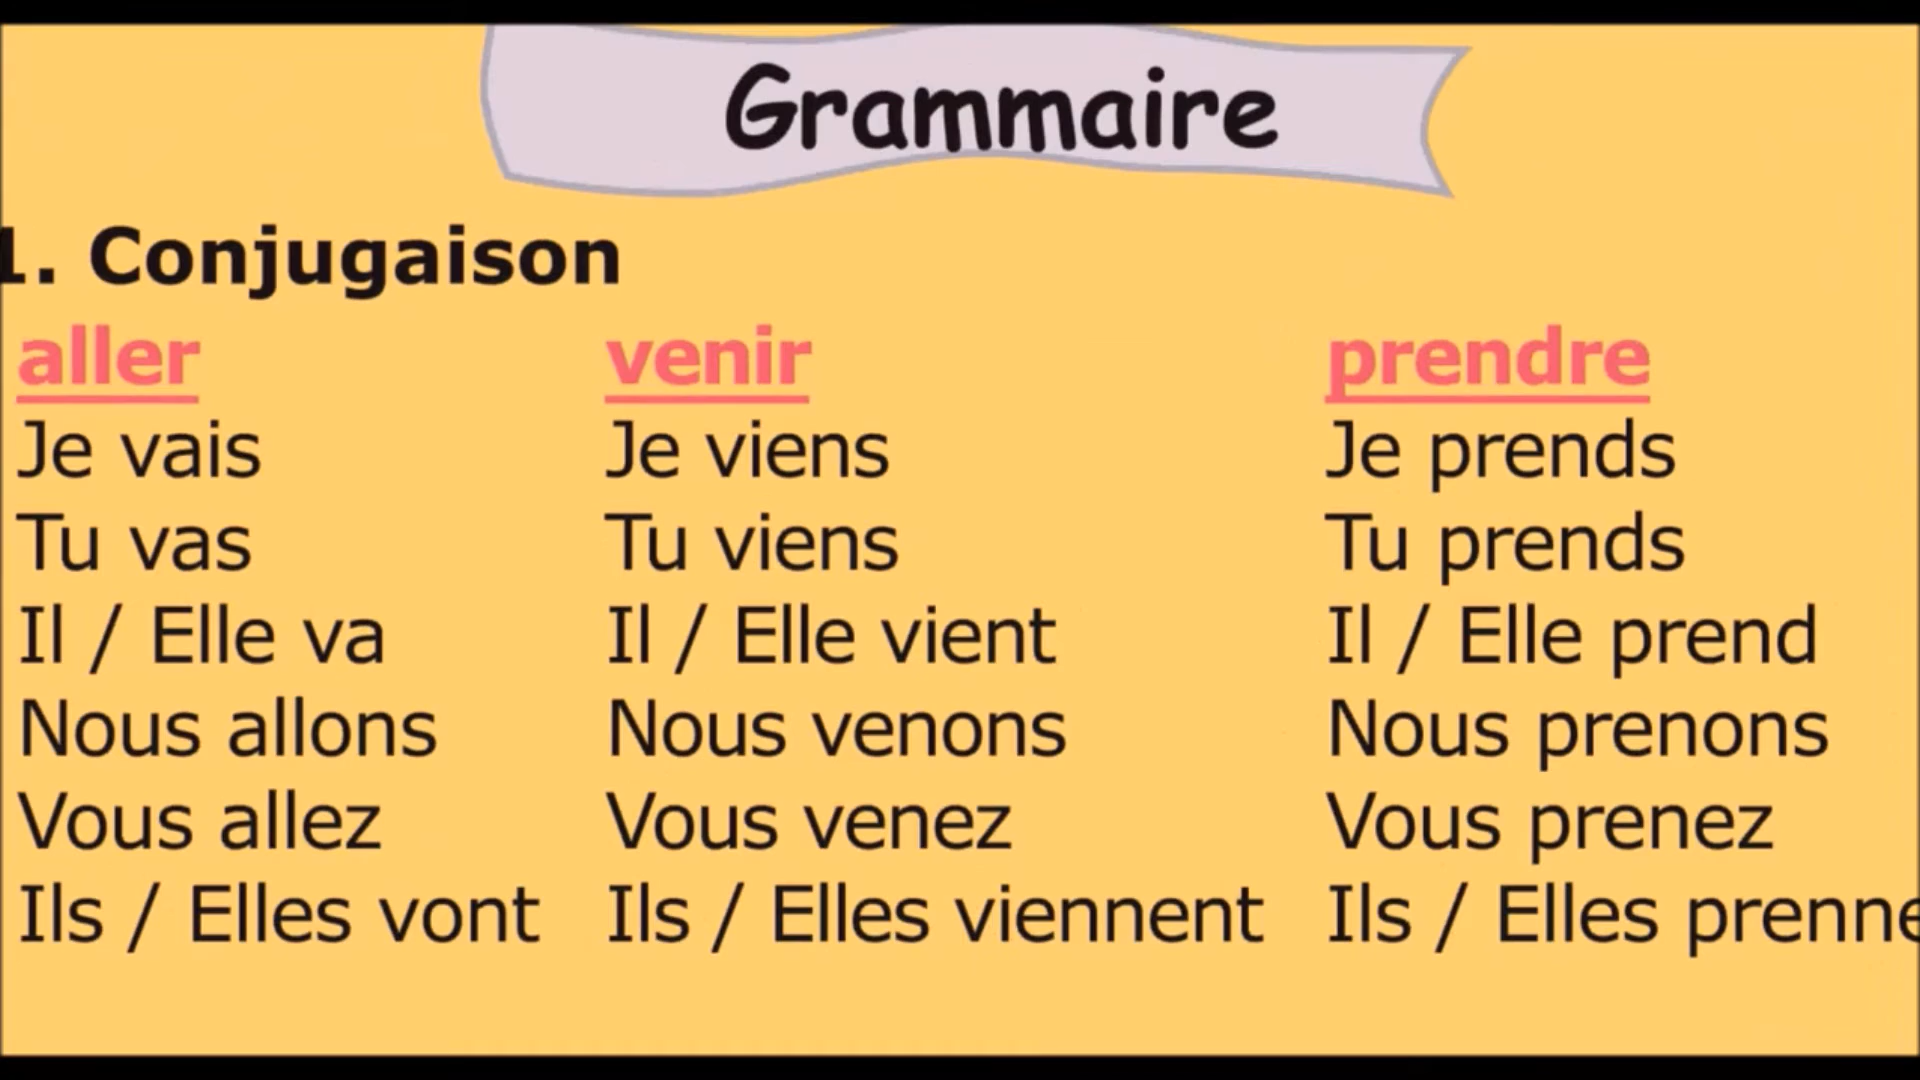 Grammaire
1. Conjugaison
aller venir prendre
Je vais Je viens Je prends
Tu vas Tu viens Tu prends
Il / Elle va Il / Elle vient Il / Elle prend
Nous allons Nous venons Nous prenons
Vous allez Vous venez Vous prenez
Ils / Elles vont Ils / Elles viennent Ils / Elles